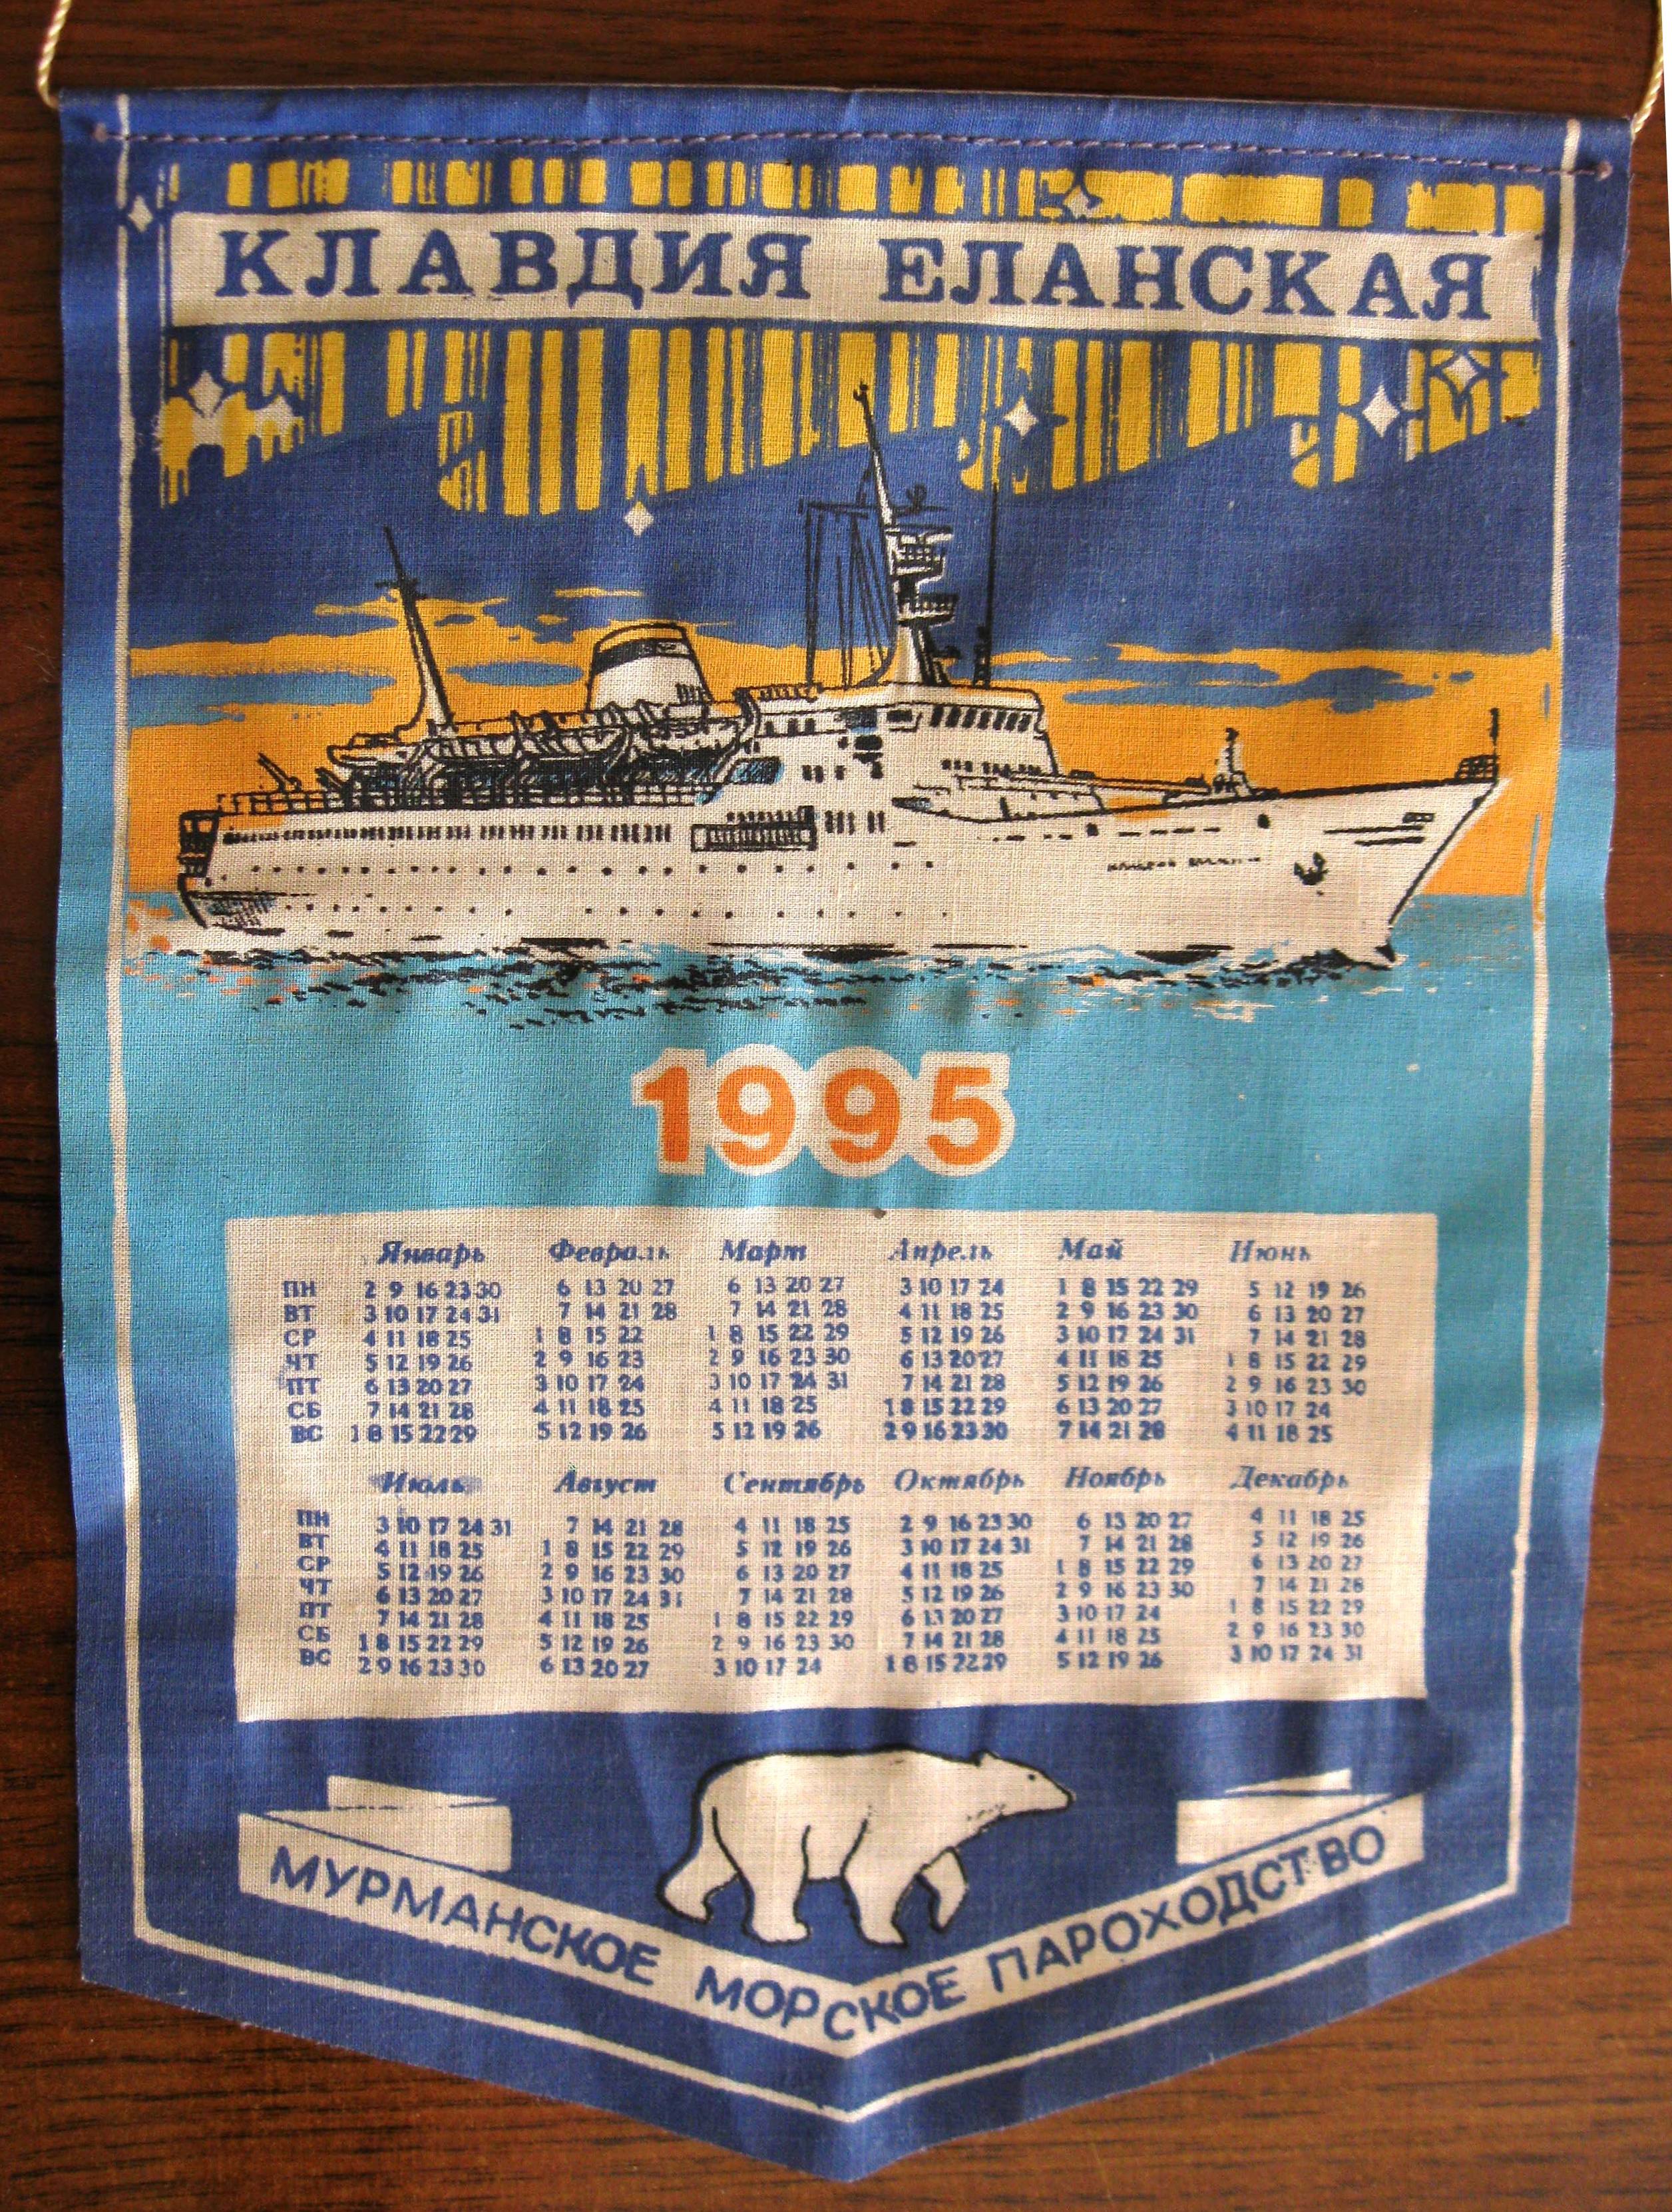 КЛАВДИЯ ЕЛАНСКАЯ
1995
Январь Февраль Март Апрель Май Июнь
ПН 2 9 16 23 30 6 13 20 27 6 13 20 27 3 10 17 24 1 8 15 22 29 5 12 19 26
ВТ 3 10 17 24 31 7 14 21 28 7 14 21 28 4 11 18 25 2 9 16 23 30 6 13 20 27
СР 4 11 18 25 1 8 15 22 1 8 15 22 29 5 12 19 26 3 10 17 24 31 7 14 21 28
ЧТ 5 12 19 26 2 9 16 23 2 9 16 23 30 6 13 20 27 4 11 18 25 1 8 15 22 29
ПТ 6 13 20 27 3 10 17 24 3 10 17 24 31 7 14 21 28 5 12 19 26 2 9 16 23 30
СБ 7 14 21 28 4 11 18 25 4 11 18 25 1 8 15 22 29 6 13 20 27 3 10 17 24
ВС 1 8 15 22 29 5 12 19 26 5 12 19 26 2 9 16 23 30 7 14 21 28 4 11 18 25
Июль Август Сентябрь Октябрь Ноябрь Декабрь
ПН 3 10 17 24 31 7 14 21 28 4 11 18 25 2 9 16 23 30 6 13 20 27 4 11 18 25
ВТ 4 11 18 25 1 8 15 22 29 5 12 19 26 3 10 17 24 31 7 14 21 28 5 12 19 26
СР 5 12 19 26 2 9 16 23 30 6 13 20 27 4 11 18 25 1 8 15 22 29 6 13 20 27
ЧТ 6 13 20 27 3 10 17 24 31 7 14 21 28 5 12 19 26 2 9 16 23 30 7 14 21 28
ПТ 7 14 21 28 4 11 18 25 1 8 15 22 29 6 13 20 27 3 10 17 24 1 8 15 22 29
СБ 1 8 15 22 29 5 12 19 26 2 9 16 23 30 7 14 21 28 4 11 18 25 2 9 16 23 30
ВС 2 9 16 23 30 6 13 20 27 3 10 17 24 1 8 15 22 29 5 12 19 26 3 10 17 24 31
МУРМАНСКОЕ МОРСКОЕ ПАРОХОДСТВО